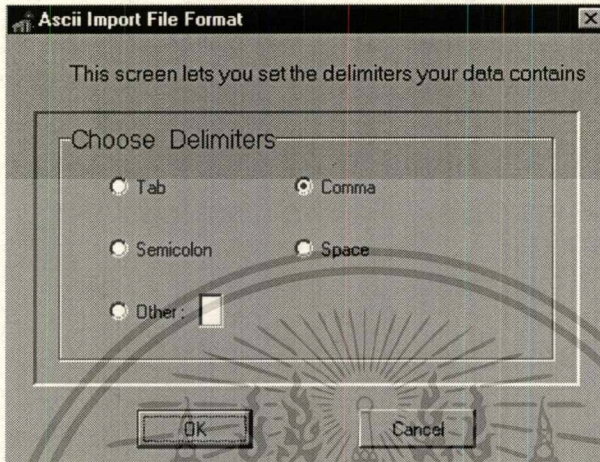 Ascii Import File Format
This screen lets you set the delimiters your data contains
Choose Delimiters
Tab
Comma
Semicolon
Space
Other :
OK
Cancel